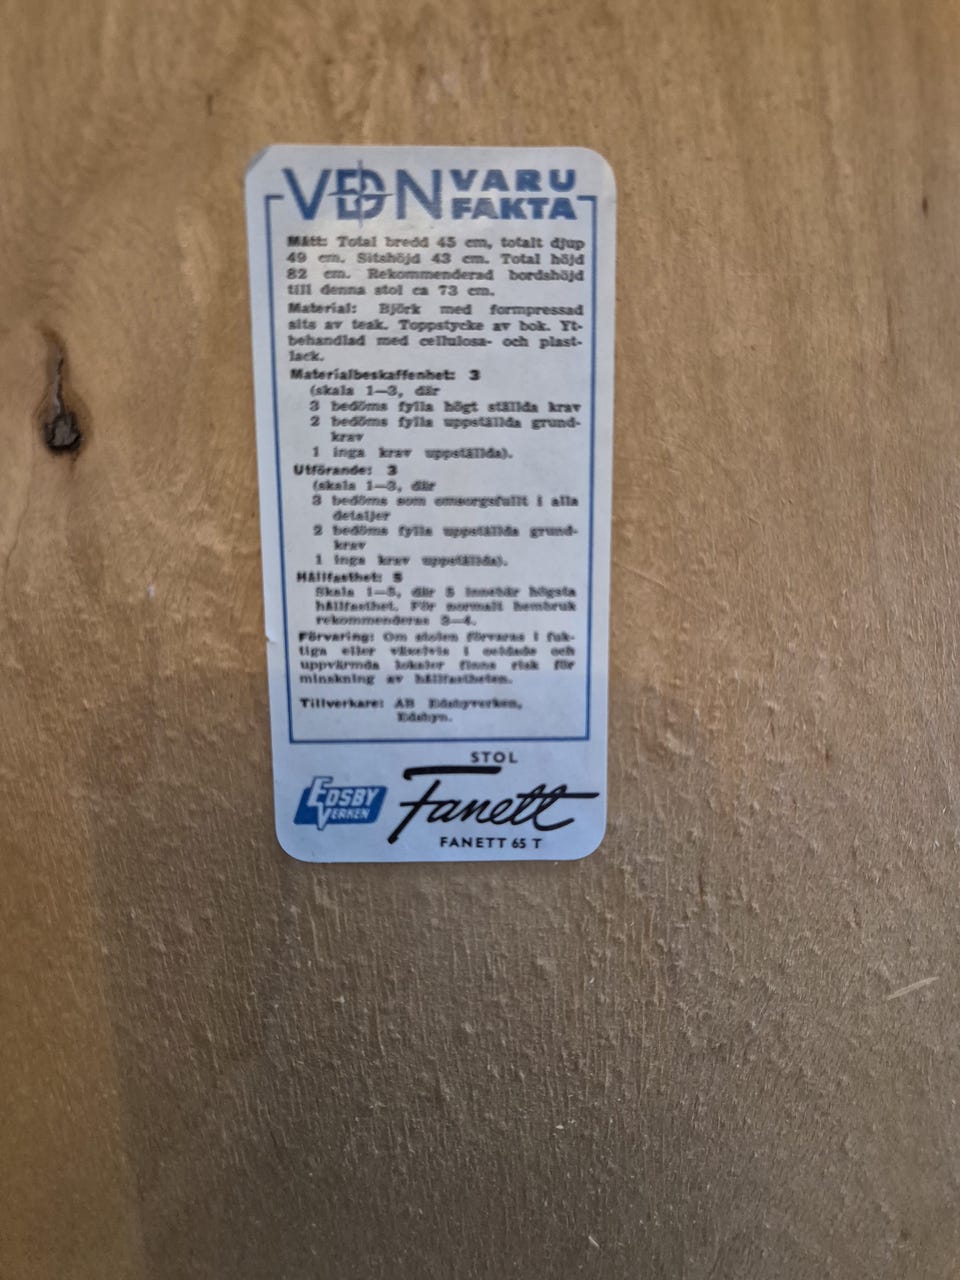 VDN VARU
FAKTA
Mått: Total bredd 45 cm, totalt djup
49 cm. Sitshöjd 43 cm. Total höjd
82 cm. Rekommenderad bordshöjd
till denna stol ca 73 cm.
Material: Björk med formpressad
sits av teak. Toppstycke av bok. Yt-
behandlad med cellulosa- och plast-
lack.
Materialbeskaffenhet: 3
(skala 1—3, där
3 bedöms fylla högt ställda krav
2 bedöms fylla uppställda grund-
krav
1 inga krav uppställda).
Utförande: 3
(skala 1—3, där
3 bedöms som omsorgsfullt i alla
detaljer
2 bedöms fylla uppställda grund-
krav
1 inga krav uppställda).
Hållfasthet: 5
Skala 1—5, där 5 innebär högsta
hållfasthet. För normalt hembruk
rekommenderas 3—4.
Förvaring: Om stolen förvaras i fuk-
tiga eller växelvis i oeldade och
uppvärmda lokaler finns risk för
minskning av hållfastheten.
Tillverkare: AB Edsbyverken,
Edsbyn.
STOL
EDSBY
VERKEN
Fanett
FANETT 65 T